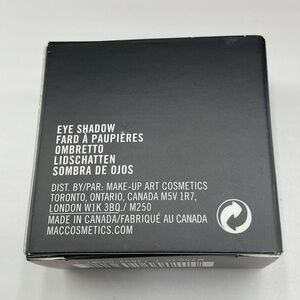 EYE SHADOW
FARD À PAUPIÈRES
OMBRETTO
LIDSCHATTEN
SOMBRA DE OJOS
DIST. BY/PAR: MAKE-UP ART COSMETICS
TORONTO, ONTARIO, CANADA M5V 1R7,
LONDON W1K 3BQ./ M250
MADE IN CANADA/FABRIQUÉ AU CANADA
MACCOSMETICS.COM